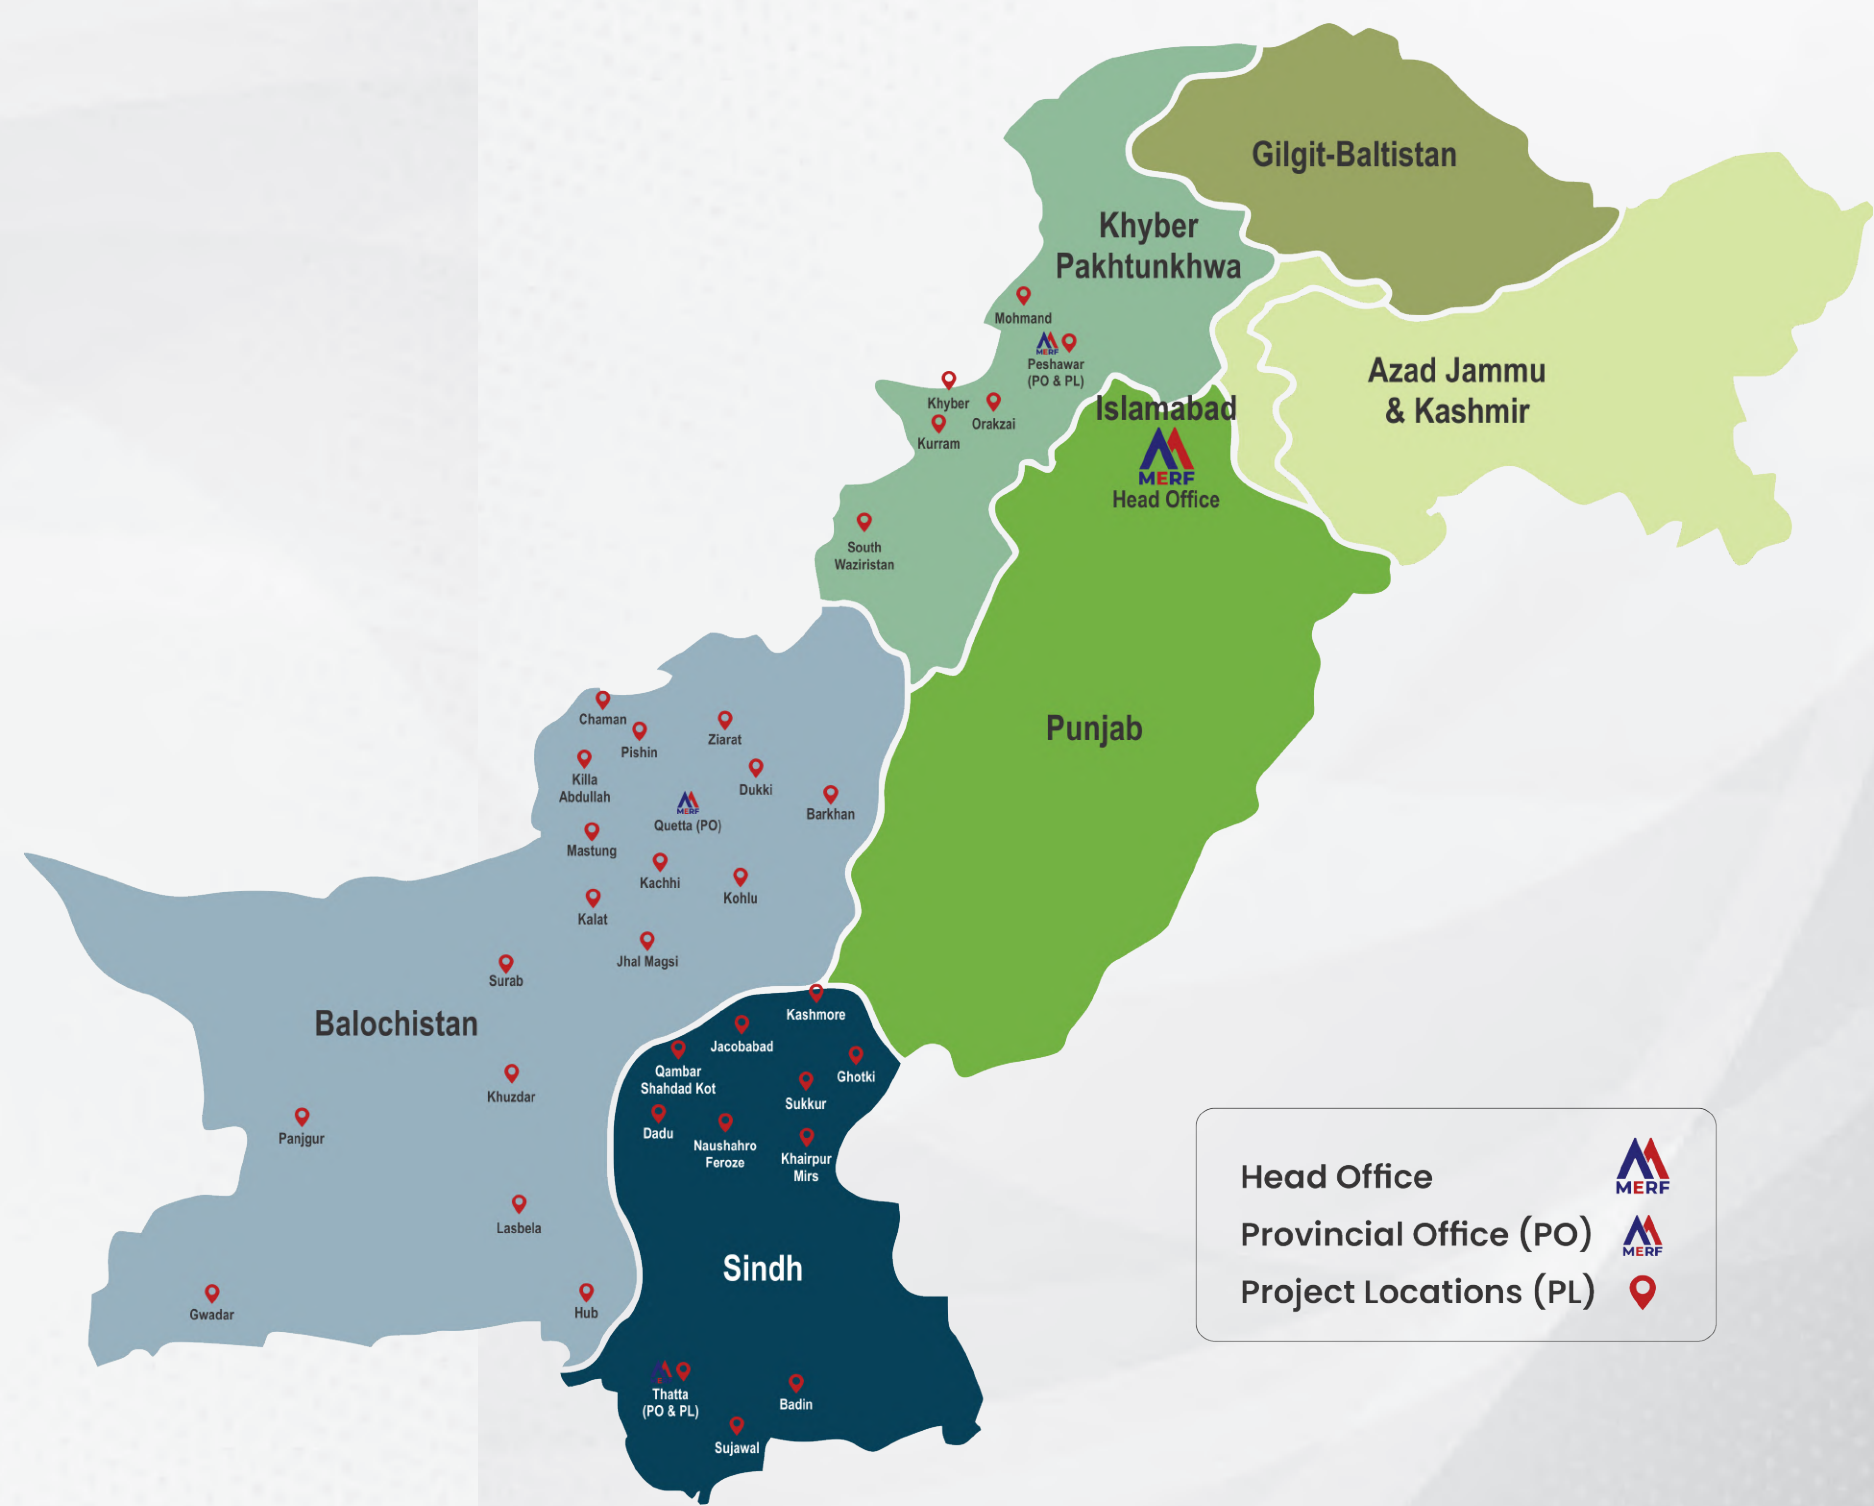 Gilgit-Baltistan
Khyber
Pakhtunkhwa
Mohmand
MERF
Peshawar
(PO & PL)
Khyber
Orakzai
Kurram
Azad Jammu
& Kashmir
Islamabad
MERF
Head Office
South
Waziristan
Punjab
Chaman
Pishin
Ziarat
Killa
Abdullah
Dukki
MERF
Quetta (PO)
Barkhan
Mastung
Kachhi
Kohlu
Kalat
Jhal Magsi
Surab
Balochistan
Khuzdar
Panjgur
Lasbela
Gwadar
Hub
Kashmore
Jacobabad
Qambar
Shahdad Kot
Ghotki
Sukkur
Dadu
Naushahro
Feroze
Khairpur
Mirs
Sindh
MERF
Thatta
(PO & PL)
Badin
Sujawal
Head Office
MERF
Provincial Office (PO)
MERF
Project Locations (PL)